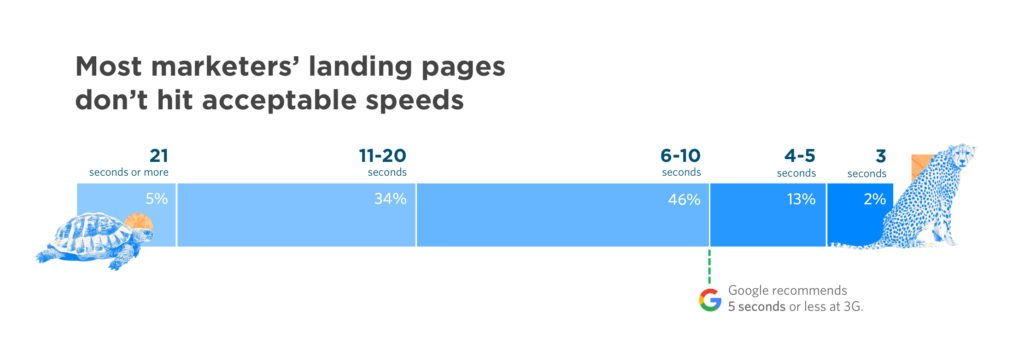 Most marketers’ landing pages
don’t hit acceptable speeds
21
seconds or more
11-20
seconds
6-10
seconds
4-5
seconds
3
seconds
5%
34%
46%
13%
2%
Google recommends
5 seconds or less at 3G.